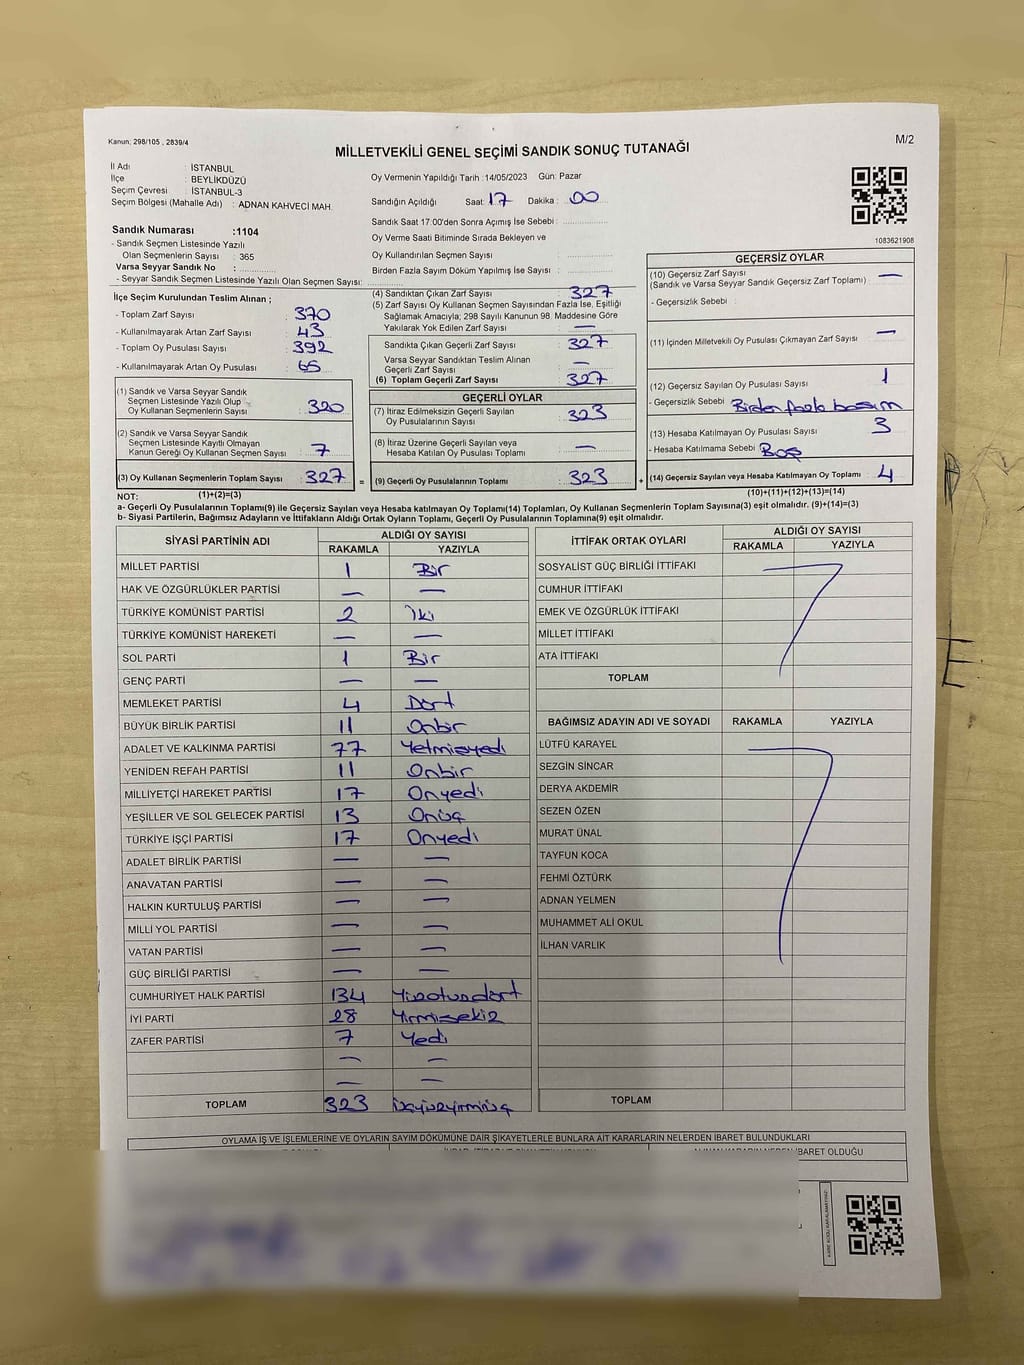 Kanun; 298/105 , 2839/4
M/2
MİLLETVEKİLİ GENEL SEÇİMİ SANDIK SONUÇ TUTANAĞI
İl Adı : İSTANBUL
İlçe : BEYLİKDÜZÜ
Seçim Çevresi : İSTANBUL-3
Seçim Bölgesi (Mahalle Adı) : ADNAN KAHVECİ MAH.
Oy Vermenin Yapıldığı Tarih :14/05/2023 Gün: Pazar
Sandığın Açıldığı Saat: 17 Dakika: 00
Sandık Saat 17:00'den Sonra Açımış İse Sebebi :
Oy Verme Saati Bitiminde Sırada Bekleyen ve
Oy Kullandırılan Seçmen Sayısı :
Birden Fazla Sayım Döküm Yapılmış İse Sayısı :
1083621908
Sandık Numarası :1104
- Sandık Seçmen Listesinde Yazılı
Olan Seçmenlerin Sayısı : 365
Varsa Seyyar Sandık No :
- Seyyar Sandık Seçmen Listesinde Yazılı Olan Seçmen Sayısı:
İlçe Seçim Kurulundan Teslim Alınan ;
- Toplam Zarf Sayısı : 370
- Kullanılmayarak Artan Zarf Sayısı : 43
- Toplam Oy Pusulası Sayısı : 392
- Kullanılmayarak Artan Oy Pusulası : 65
(1) Sandık ve Varsa Seyyar Sandık
Seçmen Listesinde Yazılı Olup
Oy Kullanan Seçmenlerin Sayısı : 320
(2) Sandık ve Varsa Seyyar Sandık
Seçmen Listesinde Kayıtlı Olmayan
Kanun Gereği Oy Kullanan Seçmen Sayısı : 7
(3) Oy Kullanan Seçmenlerin Toplam Sayısı : 327 =
(4) Sandıktan Çıkan Zarf Sayısı : 327
(5) Zarf Sayısı Oy Kullanan Seçmen Sayısından Fazla İse, Eşitliği
Sağlamak Amacıyla; 298 Sayılı Kanunun 98. Maddesine Göre
Yakılarak Yok Edilen Zarf Sayısı : —
Sandıkta Çıkan Geçerli Zarf Sayısı : 327
Varsa Seyyar Sandıktan Teslim Alınan
Geçerli Zarf Sayısı : —
(6) Toplam Geçerli Zarf Sayısı : 327
GEÇERLİ OYLAR
(7) İtiraz Edilmeksizin Geçerli Sayılan
Oy Pusulasının Sayısı : 323
(8) İtiraz Üzerine Geçerli Sayılan veya
Hesaba Katılan Oy Pusulası Toplamı : —
(9) Geçerli Oy Pusulalarının Toplamı : 323 +
GEÇERSİZ OYLAR
(10) Geçersiz Zarf Sayısı : —
(Sandık ve Varsa Seyyar Sandık Geçersiz Zarf Toplamı)
- Geçersizlik Sebebi :
(11) İçinden Milletvekili Oy Pusulası Çıkmayan Zarf Sayısı : —
(12) Geçersiz Sayılan Oy Pusulası Sayısı : 1
- Geçersizlik Sebebi : Birden fazla basım
(13) Hesaba Katılmayan Oy Pusulası Sayısı : 3
- Hesaba Katılmama Sebebi : Boş
(14) Geçersiz Sayılan veya Hesaba Katılmayan Oy Toplamı : 4
NOT: (1)+(2)=(3)
(10)+(11)+(12)+(13)=(14)
a- Geçerli Oy Pusulasının Toplamı(9) ile Geçersiz Sayılan veya Hesaba katılmayan Oy Toplamı(14) Toplamları, Oy Kullanan Seçmenlerin Toplam Sayısına(3) eşit olmalıdır. (9)+(14)=(3)
b- Siyasi Partilerin, Bağımsız Adayların ve İttifakların Aldığı Ortak Oyların Toplamı, Geçerli Oy Pusulalarının Toplamına(9) eşit olmalıdır.
SİYASİ PARTİNİN ADI ALDIĞI OY SAYISI
RAKAMLA YAZIYLA
MİLLET PARTİSİ 1 Bir
HAK VE ÖZGÜRLÜKLER PARTİSİ — —
TÜRKİYE KOMÜNİST PARTİSİ 2 İki
TÜRKİYE KOMÜNİST HAREKETİ — —
SOL PARTİ 1 Bir
GENÇ PARTİ — —
MEMLEKET PARTİSİ 4 Dört
BÜYÜK BİRLİK PARTİSİ 11 Onbir
ADALET VE KALKINMA PARTİSİ 77 Yetmişyedi
YENİDEN REFAH PARTİSİ 11 Onbir
MİLLİYETÇİ HAREKET PARTİSİ 17 Onyedi
YEŞİLLER VE SOL GELECEK PARTİSİ 13 Onüç
TÜRKİYE İŞÇİ PARTİSİ 17 Onyedi
ADALET BİRLİK PARTİSİ — —
ANAVATAN PARTİSİ — —
HALKIN KURTULUŞ PARTİSİ — —
MİLLİ YOL PARTİSİ — —
VATAN PARTİSİ — —
GÜÇ BİRLİĞİ PARTİSİ — —
CUMHURİYET HALK PARTİSİ 134 Yüzotuzdört
İYİ PARTİ 28 Yirmisekiz
ZAFER PARTİSİ 7 Yedi
— —
— —
TOPLAM 323 üçyüzyirmiüç
İTTİFAK ORTAK OYLARI ALDIĞI OY SAYISI
RAKAMLA YAZIYLA
SOSYALİST GÜÇ BİRLİĞİ İTTİFAKI
CUMHUR İTTİFAKI
EMEK VE ÖZGÜRLÜK İTTİFAKI
MİLLET İTTİFAKI
ATA İTTİFAKI
TOPLAM
BAĞIMSIZ ADAYIN ADI VE SOYADI RAKAMLA YAZIYLA
LÜTFÜ KARAYEL
SEZGİN SİNCAR
DERYA AKDEMİR
SEZEN ÖZEN
MURAT ÜNAL
TAYFUN KOCA
FEHMİ ÖZTÜRK
ADNAN YELMEN
MUHAMMET ALİ OKUL
İLHAN VARLIK
TOPLAM
OYLAMA İŞ VE İŞLEMLERİNE VE OYLARIN SAYIM DÖKÜMÜNE DAİR ŞİKAYETLERLE BUNLARA AİT KARARLARIN NELERDEN İBARET BULUNDUKLARI
İBARET OLDUĞU